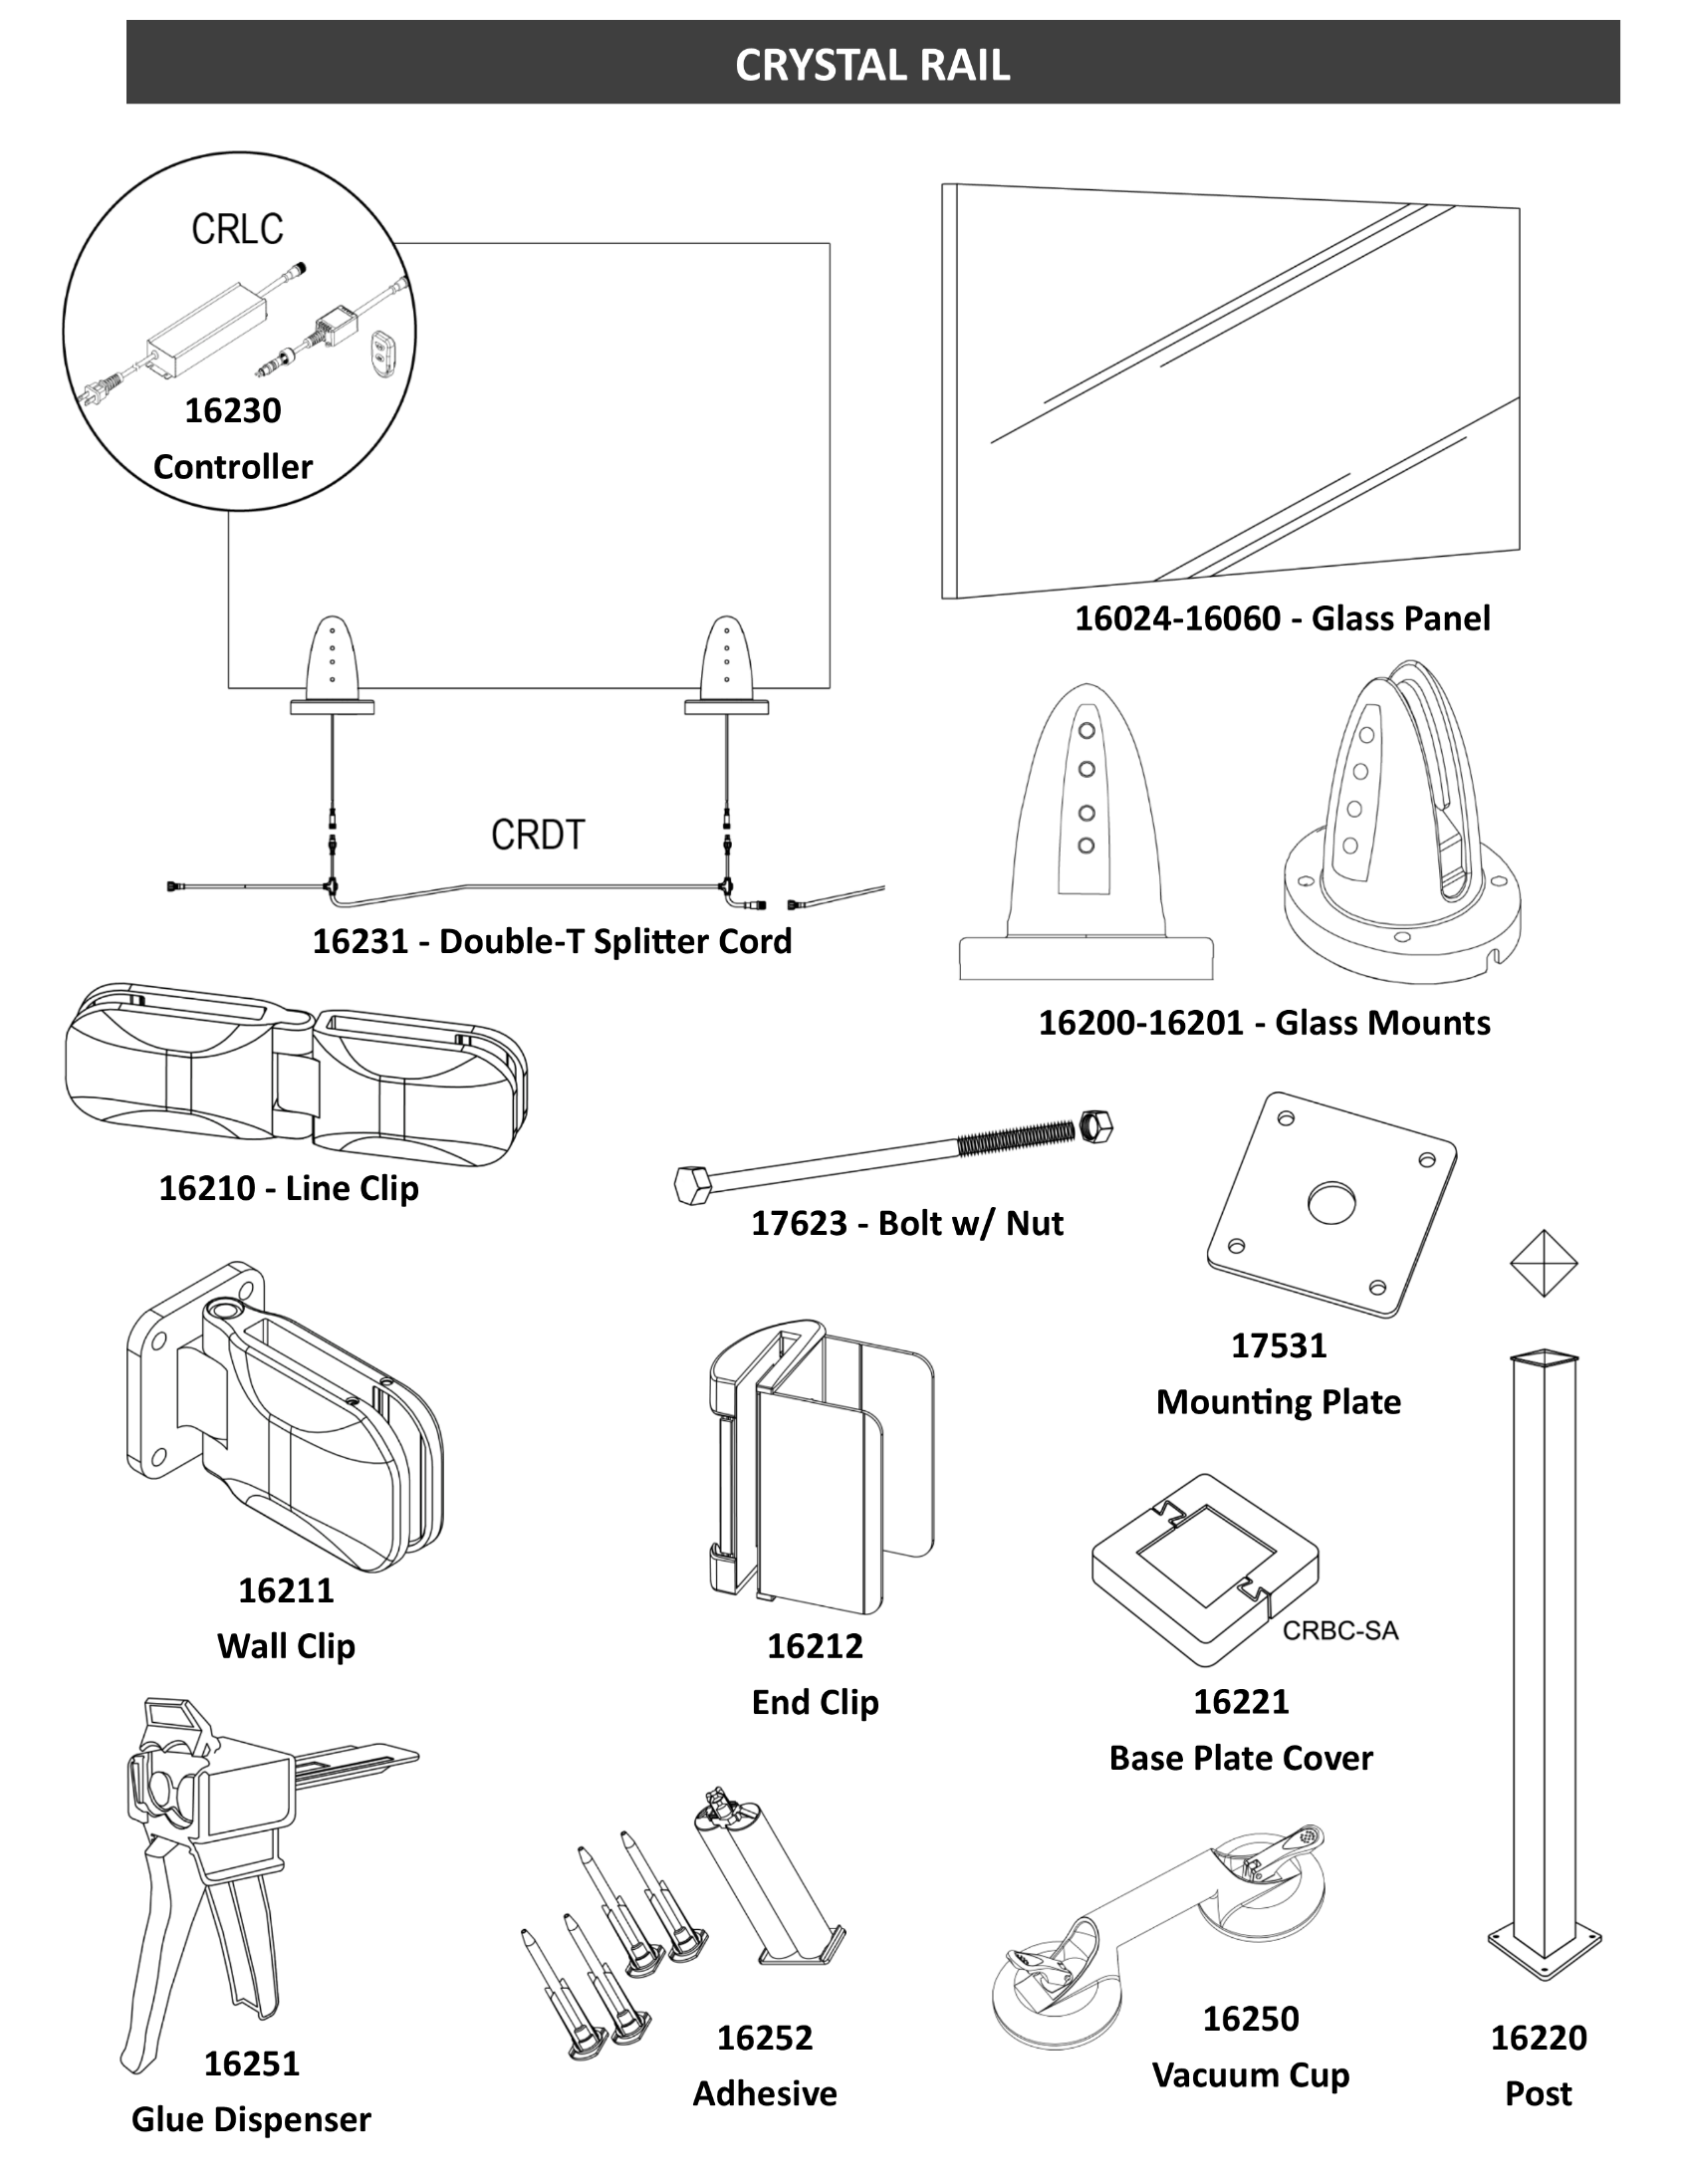 CRYSTAL RAIL
CRLC
16230
Controller
16024-16060 - Glass Panel
CRDT
16231 - Double-T Splitter Cord
16200-16201 - Glass Mounts
16210 - Line Clip
17623 - Bolt w/ Nut
17531
Mounting Plate
16211
Wall Clip
16212
End Clip
CRBC-SA
16221
Base Plate Cover
16251
Glue Dispenser
16252
Adhesive
16250
Vacuum Cup
16220
Post